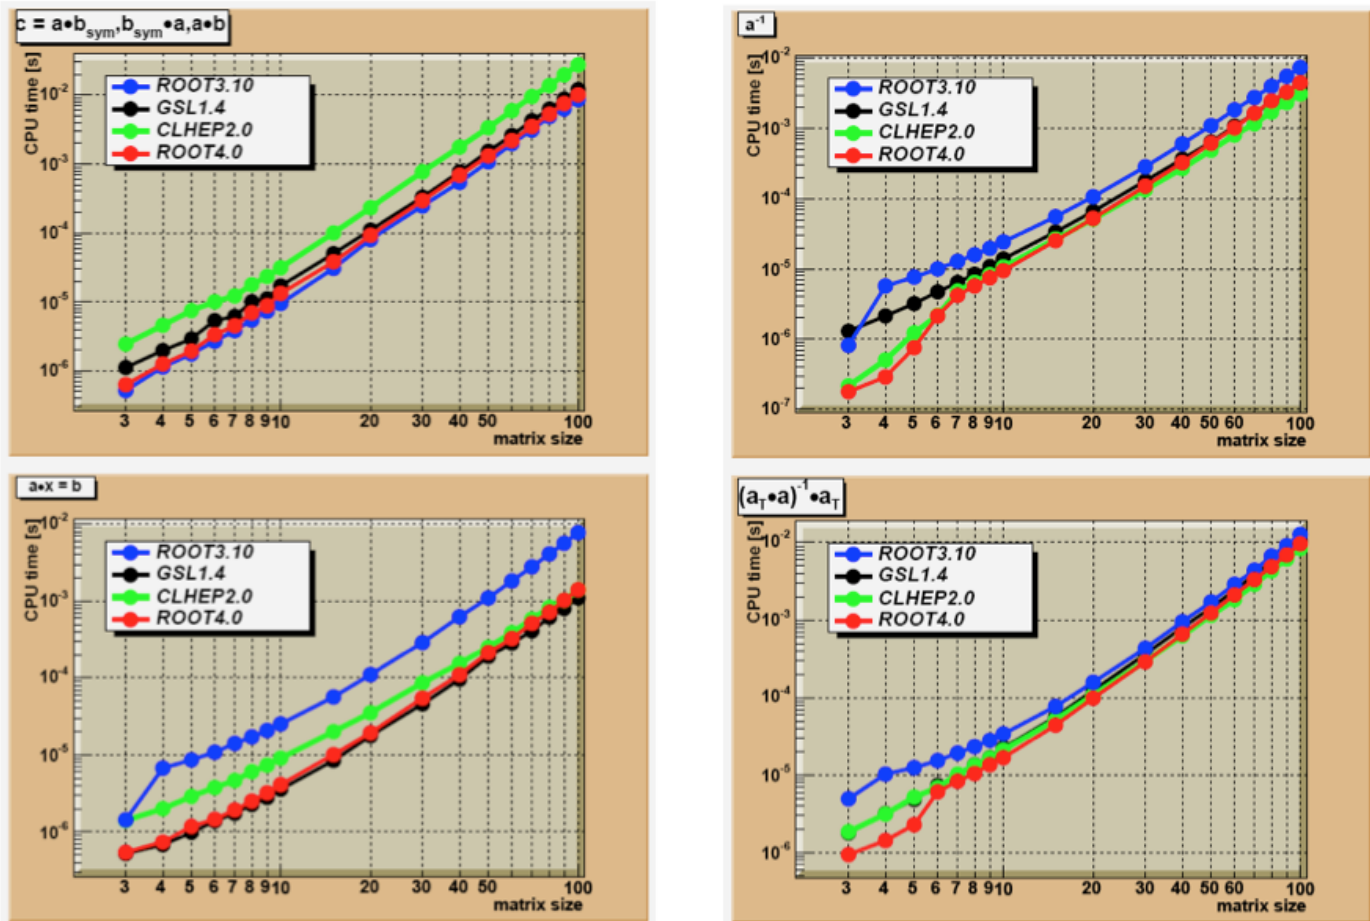 c = a•b_sym,b_sym•a,a•b
CPU time [s]
ROOT3.10
GSL1.4
CLHEP2.0
ROOT4.0
10^-2
10^-3
10^-4
10^-5
10^-6
3 4 5 6 7 8 9 10 20 30 40 50 100
matrix size
a^-1
CPU time [s]
ROOT3.10
GSL1.4
CLHEP2.0
ROOT4.0
10^-2
10^-3
10^-4
10^-5
10^-6
10^-7
3 4 5 6 7 8 9 10 20 30 40 50 60 100
matrix size
a•x = b
CPU time [s]
ROOT3.10
GSL1.4
CLHEP2.0
ROOT4.0
10^-2
10^-3
10^-4
10^-5
10^-6
3 4 5 6 7 8 9 10 20 30 40 50 100
matrix size
(a_T•a)^-1•a_T
CPU time [s]
ROOT3.10
GSL1.4
CLHEP2.0
ROOT4.0
10^-2
10^-3
10^-4
10^-5
10^-6
3 4 5 6 7 8 9 10 20 30 40 50 60 100
matrix size